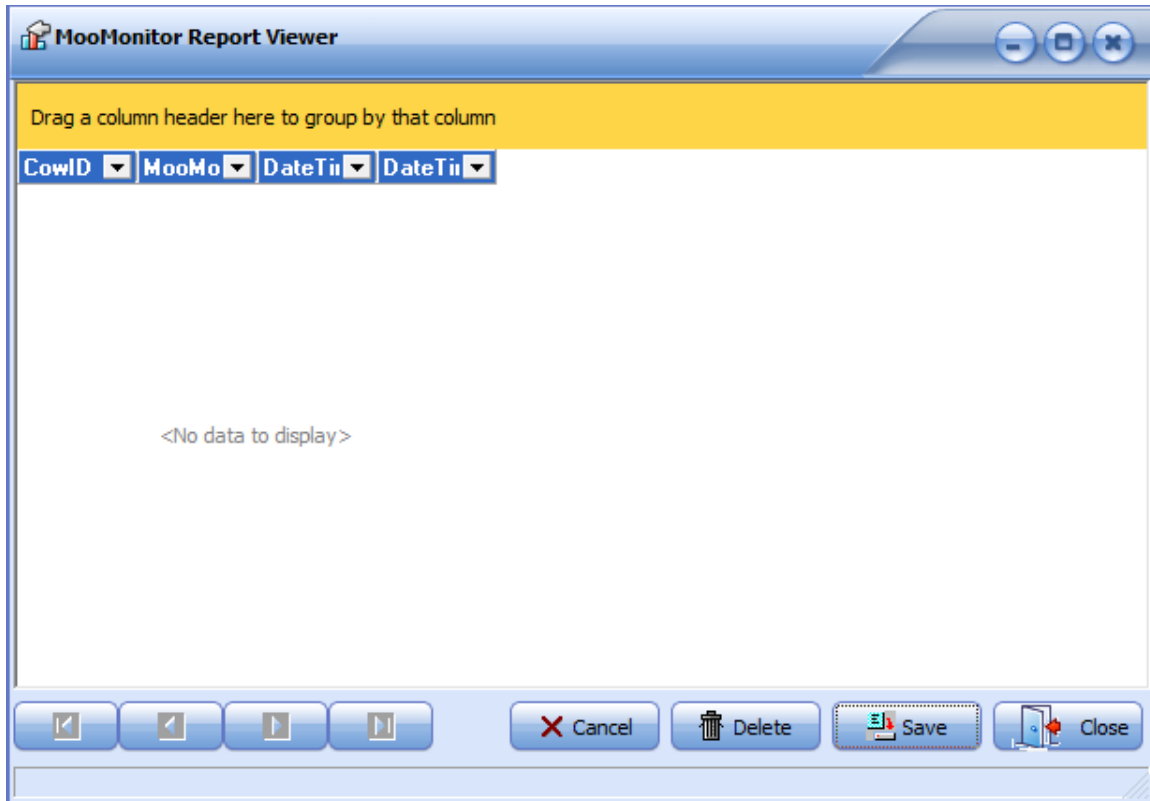 MooMonitor Report Viewer
Drag a column header here to group by that column
CowID MooMo DateTi DateTi
<No data to display>
Cancel Delete Save Close